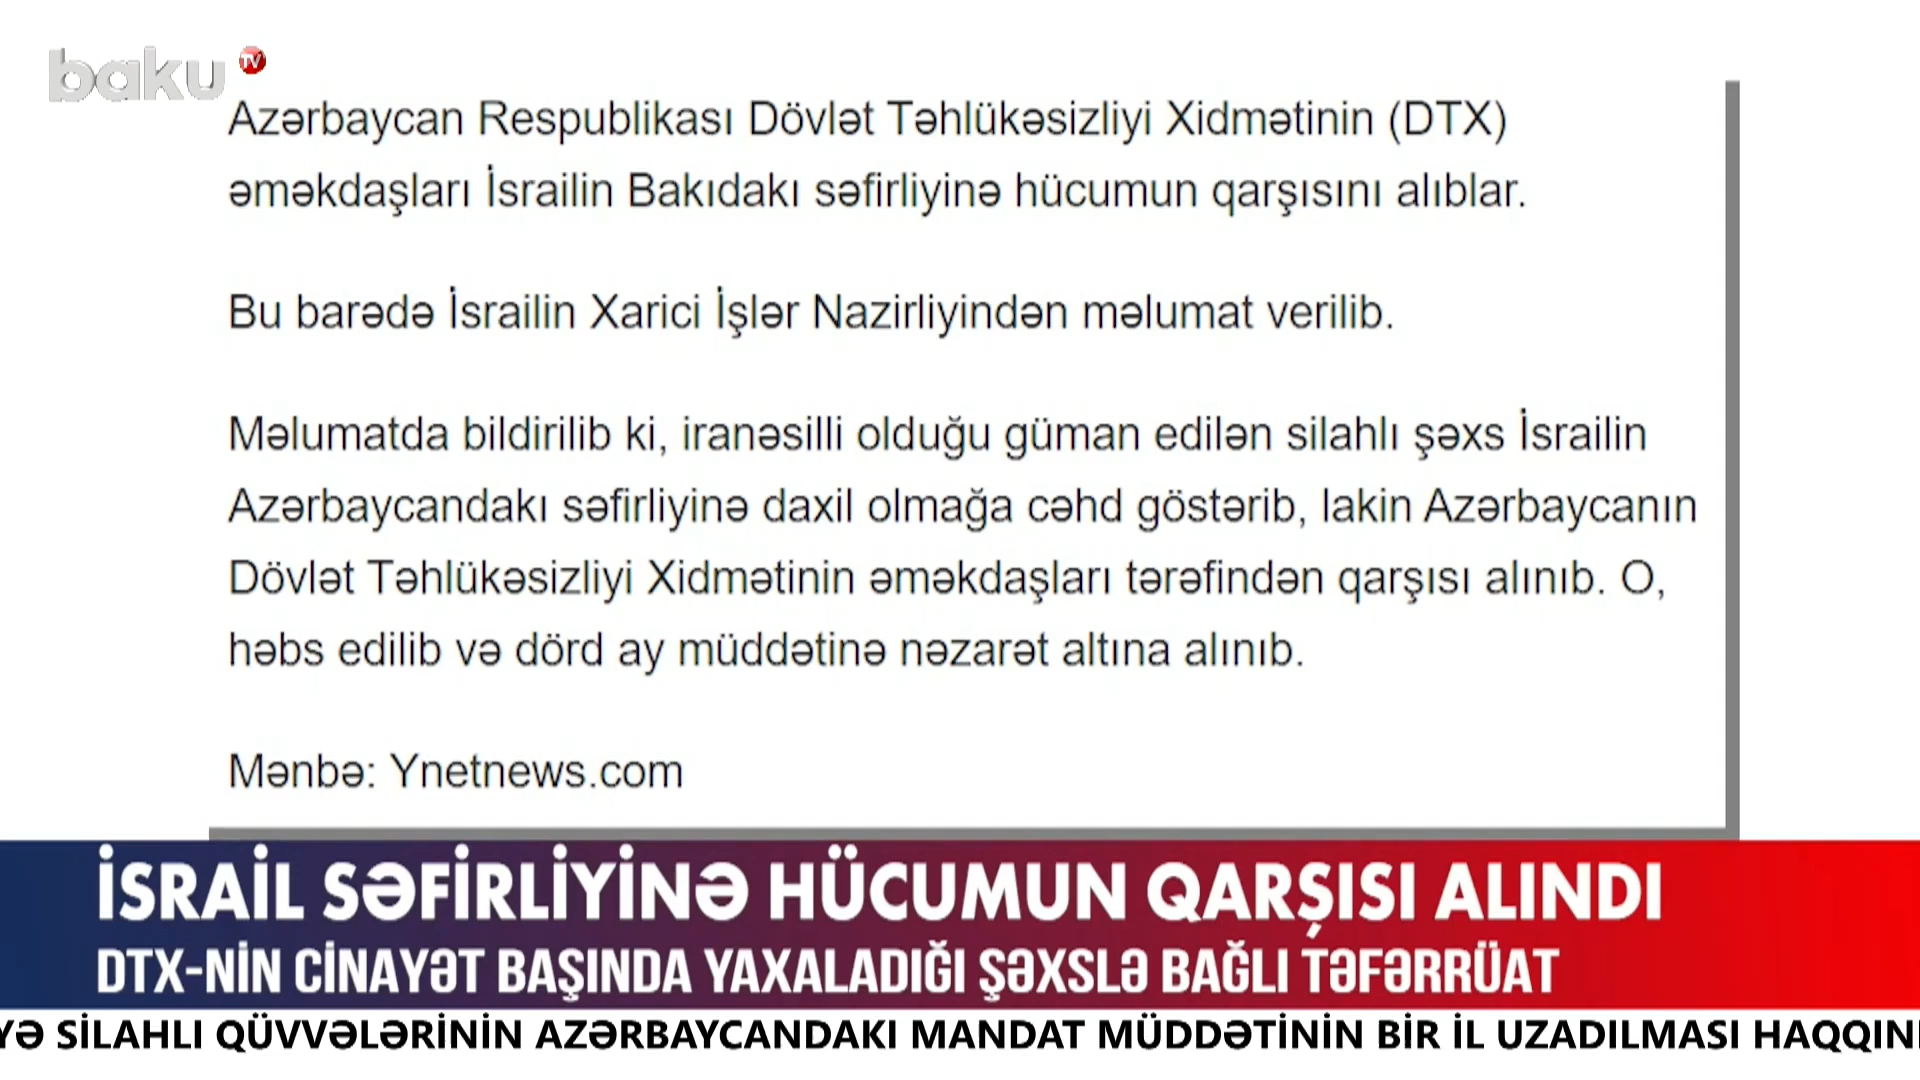 baku TV
Azərbaycan Respublikası Dövlət Təhlükəsizliyi Xidmətinin (DTX)
əməkdaşları İsrailin Bakıdakı səfirliyinə hücumun qarşısını alıblar.
Bu barədə İsrailin Xarici İşlər Nazirliyindən məlumat verilib.
Məlumatda bildirilib ki, iranəsilli olduğu güman edilən silahlı şəxs İsrailin
Azərbaycandakı səfirliyinə daxil olmağa cəhd göstərib, lakin Azərbaycanın
Dövlət Təhlükəsizliyi Xidmətinin əməkdaşları tərəfindən qarşısı alınıb. O,
həbs edilib və dörd ay müddətinə nəzarət altına alınıb.
Mənbə: Ynetnews.com
İSRAİL SƏFİRLİYİNƏ HÜCUMUN QARŞISI ALINDI
DTX-NİN CİNAYƏT BAŞINDA YAXALADIĞI ŞƏXSLƏ BAĞLI TƏFƏRRÜAT
YƏ SİLAHLI QÜVVƏLƏRİNİN AZƏRBAYCANDAKI MANDAT MÜDDƏTİNİN BİR İL UZADILMASI HAQQIN